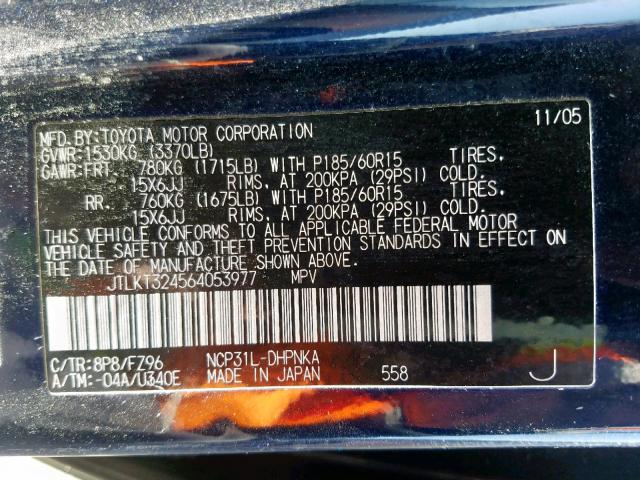 11/05
MFD.BY:TOYOTA MOTOR CORPORATION
GVWR:1530KG (3370LB)
GAWR:FRT. 780KG (1715LB) WITH P185/60R15 TIRES,
15X6JJ RIMS, AT 200KPA (29PSI) COLD.
RR. 760KG (1675LB) WITH P185/60R15 TIRES,
15X6JJ RIMS, AT 200KPA (29PSI) COLD.
THIS VEHICLE CONFORMS TO ALL APPLICABLE FEDERAL MOTOR
VEHICLE SAFETY AND THEFT PREVENTION STANDARDS IN EFFECT ON
THE DATE OF MANUFACTURE SHOWN ABOVE.
JTLKT324564053977 MPV
C/TR:8P8/FZ96 NCP31L-DHPNKA
A/TM:-04A/U340E MADE IN JAPAN 558 J